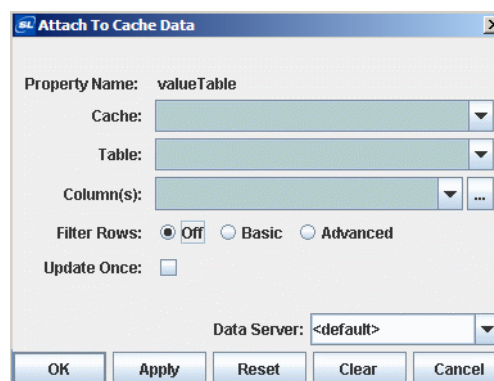 SL Attach To Cache Data
Property Name: valueTable
Cache:
Table:
Column(s): ...
Filter Rows: Off Basic Advanced
Update Once:
Data Server: <default>
OK Apply Reset Clear Cancel